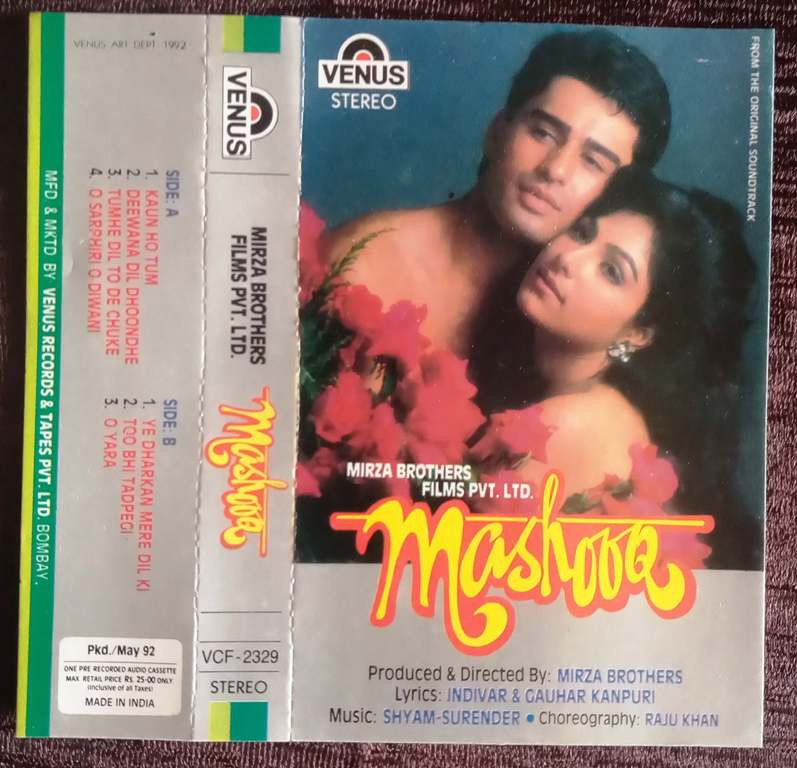 VENUS ART DEPT 1992
SIDE: A
1. KAUN HO TUM
2. DEEWANA DIL DHOONDHE
3. TUMHE DIL TO DE CHUKE
4. O SARPHIRI O DIWANI
SIDE: B
1. YE DHARKAN MERE DIL KI
2. TOO BHI TADPEGI
3. O YARA
MFD & MKTD BY VENUS RECORDS & TAPES PVT. LTD. BOMBAY.
Pkd./May 92
ONE PRE RECORDED AUDIO CASSETTE
MAX RETAIL PRICE Rs. 25-00 ONLY
(inclusive of all Taxes)
MADE IN INDIA
VENUS
MIRZA BROTHERS
FILMS PVT. LTD.
Mashooq
VCF-2329
STEREO
VENUS
STEREO
FROM THE ORIGINAL SOUNDTRACK
MIRZA BROTHERS
FILMS PVT. LTD.
Mashooq
Produced & Directed By: MIRZA BROTHERS
Lyrics: INDIVAR & GAUHAR KANPURI
Music: SHYAM-SURENDER • Choreography: RAJU KHAN